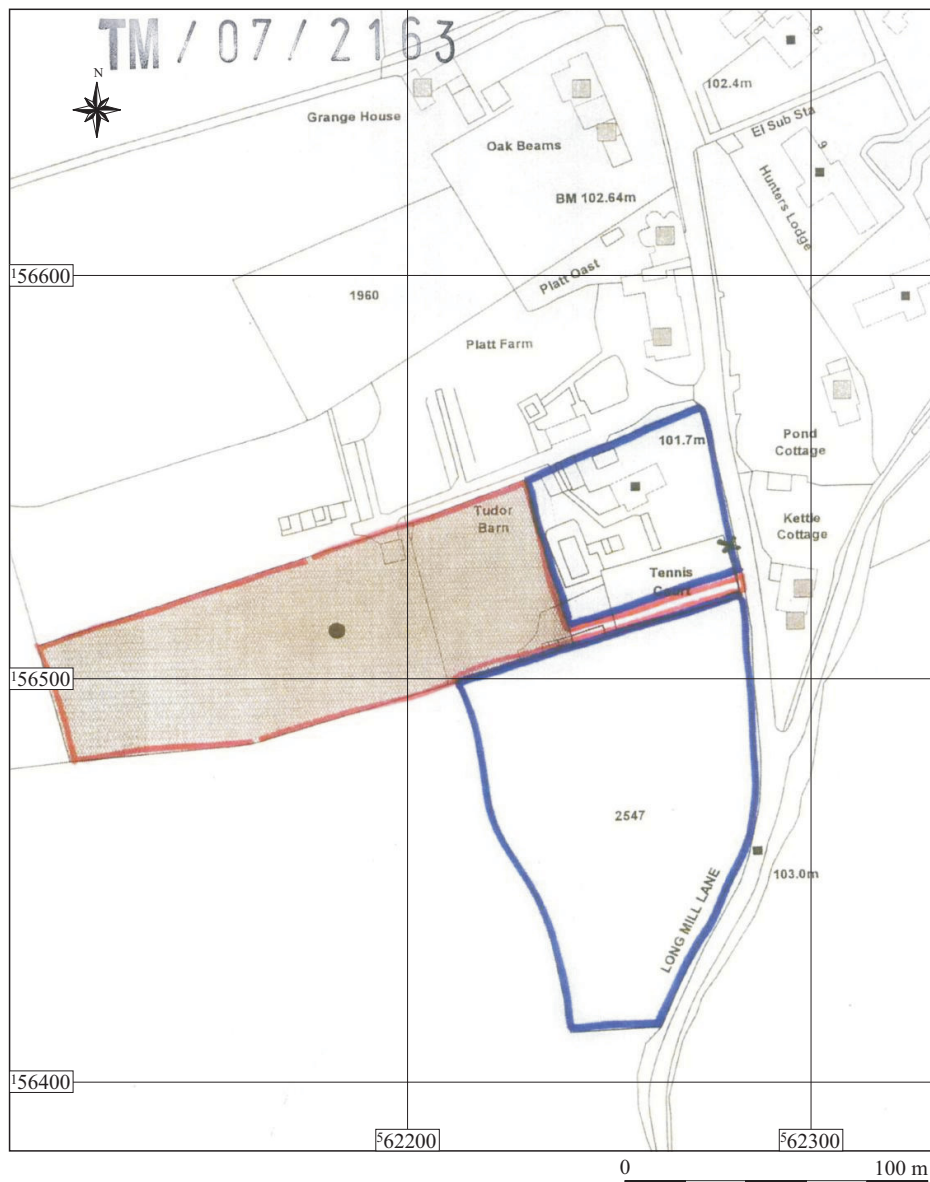 TM / 07 / 2163
N
8
102.4m
Grange House
El Sub Sta
Oak Beams
9
Hunters Lodge
BM 102.64m
Platt Oast
156600
1960
Platt Farm
101.7m
Pond
Cottage
Tudor
Barn
Kettle
Cottage
Tennis
Court
156500
2547
103.0m
LONG MILL LANE
156400
562200
562300
0
100 m